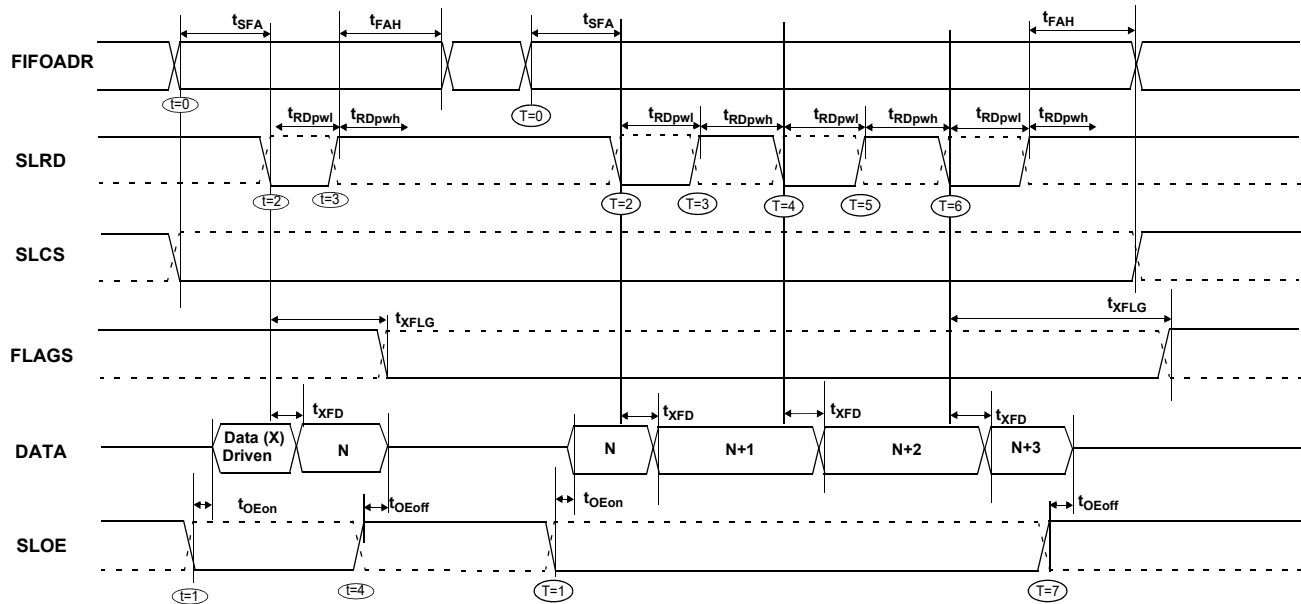 tSFA tFAH tSFA tFAH
FIFOADR
t=0 T=0
tRDpwl tRDpwh tRDpwl tRDpwh tRDpwl tRDpwh tRDpwl tRDpwh
SLRD
t=2 t=3 T=2 T=3 T=4 T=5 T=6
SLCS
tXFLG tXFLG
FLAGS
tXFD tXFD tXFD tXFD
DATA
Data (X)
Driven
N N N+1 N+2 N+3
tOEon tOEoff tOEon tOEoff
SLOE
t=1 t=4 T=1 T=7